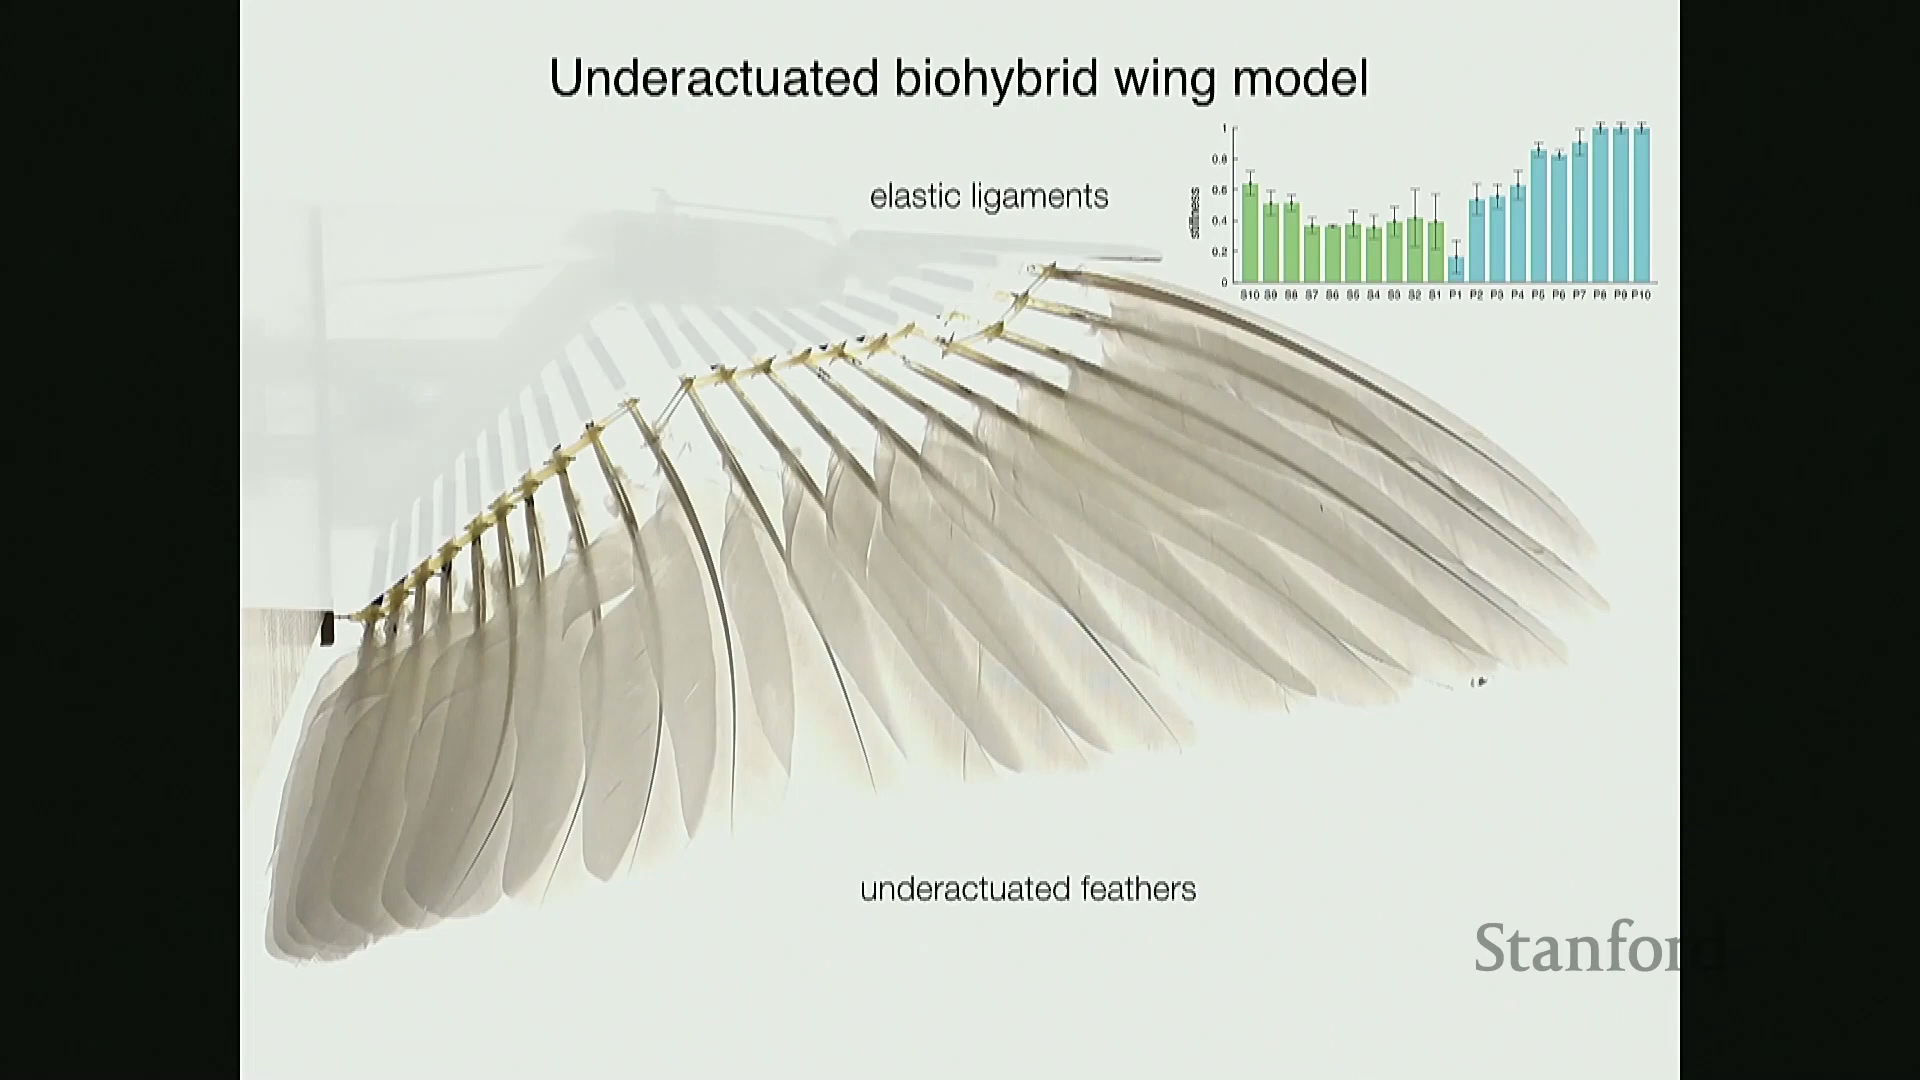 Underactuated biohybrid wing model
elastic ligaments
stiffness
1
0.8
0.6
0.4
0.2
0
S10 S9 S8 S7 S6 S5 S4 S3 S2 S1 P1 P2 P3 P4 P5 P6 P7 P8 P9 P10
underactuated feathers
Stanford